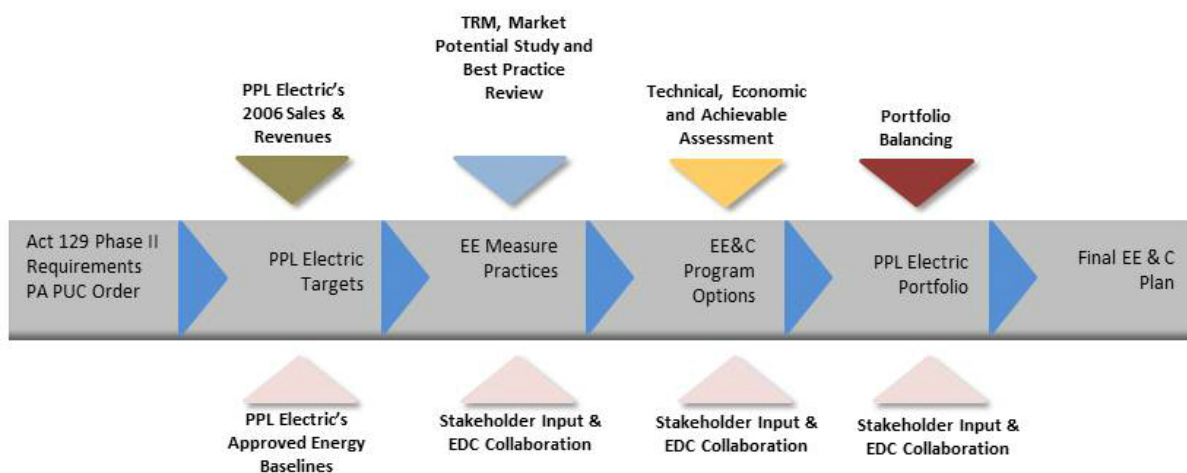 TRM, Market
Potential Study and
Best Practice
Review
PPL Electric's
2006 Sales &
Revenues
Technical, Economic
and Achievable
Assessment
Portfolio
Balancing
Act 129 Phase II
Requirements
PA PUC Order
PPL Electric
Targets
EE Measure
Practices
EE&C
Program
Options
PPL Electric
Portfolio
Final EE & C
Plan
PPL Electric's
Approved Energy
Baselines
Stakeholder Input &
EDC Collaboration
Stakeholder Input &
EDC Collaboration
Stakeholder Input &
EDC Collaboration